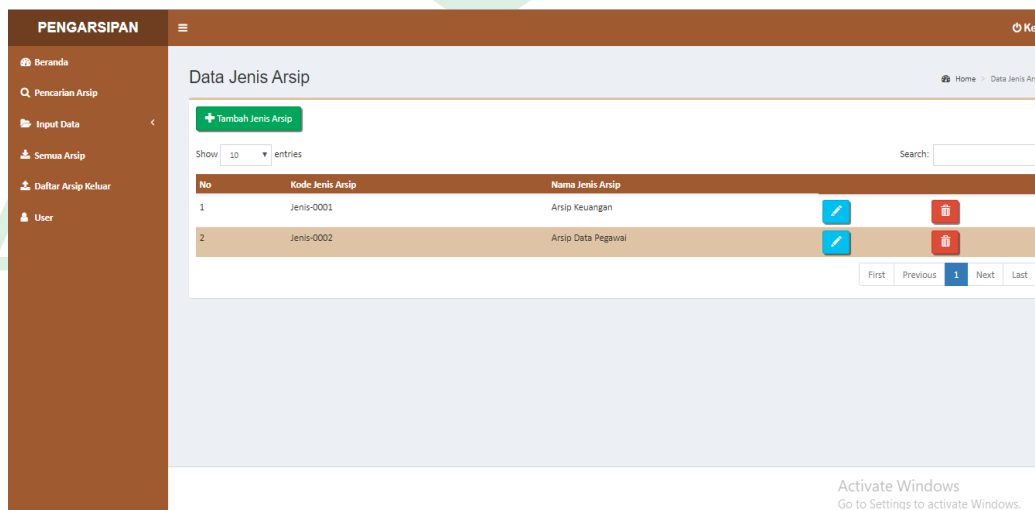 PENGARSIPAN
Beranda
Pencarian Arsip
Input Data
Semua Arsip
Daftar Arsip Keluar
User
Ke
Data Jenis Arsip
Home > Data Jenis Ar
Tambah Jenis Arsip
Show 10 entries
Search:
No Kode Jenis Arsip Nama Jenis Arsip
1 Jenis-0001 Arsip Keuangan
2 Jenis-0002 Arsip Data Pegawai
First Previous 1 Next Last
Activate Windows
Go to Settings to activate Windows.